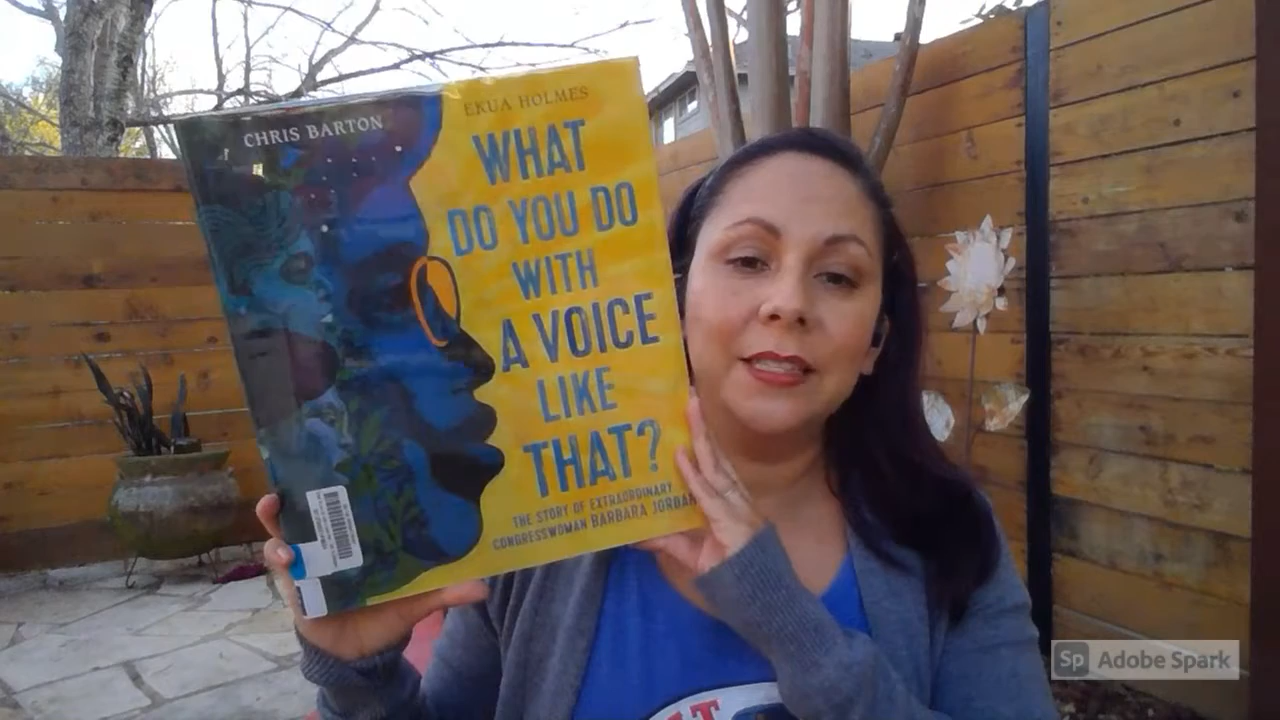 CHRIS BARTON
EKUA HOLMES
WHAT
DO YOU DO
WITH
A VOICE
LIKE
THAT?
THE STORY OF EXTRAORDINARY
CONGRESSWOMAN BARBARA JORDAN
Sp Adobe Spark